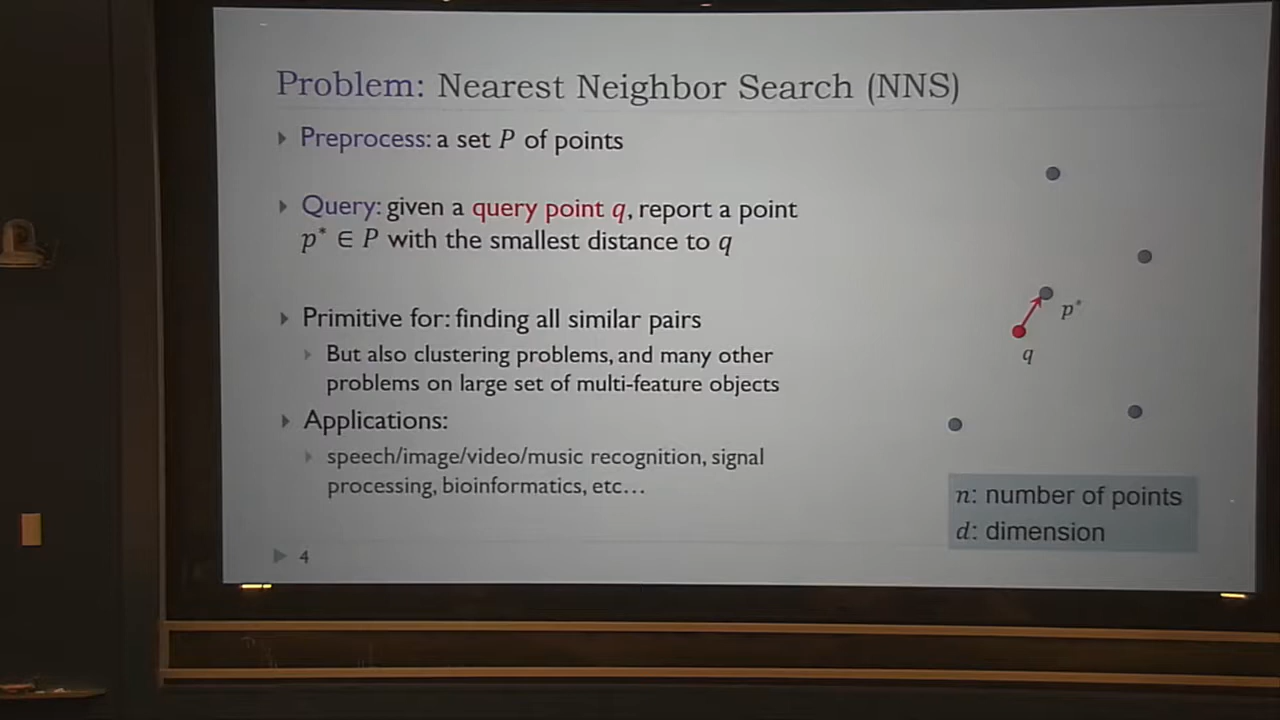 Problem: Nearest Neighbor Search (NNS)
Preprocess: a set P of points
Query: given a query point q, report a point
p* ∈ P with the smallest distance to q
Primitive for: finding all similar pairs
But also clustering problems, and many other
problems on large set of multi-feature objects
Applications:
speech/image/video/music recognition, signal
processing, bioinformatics, etc…
4
p*
q
n: number of points
d: dimension